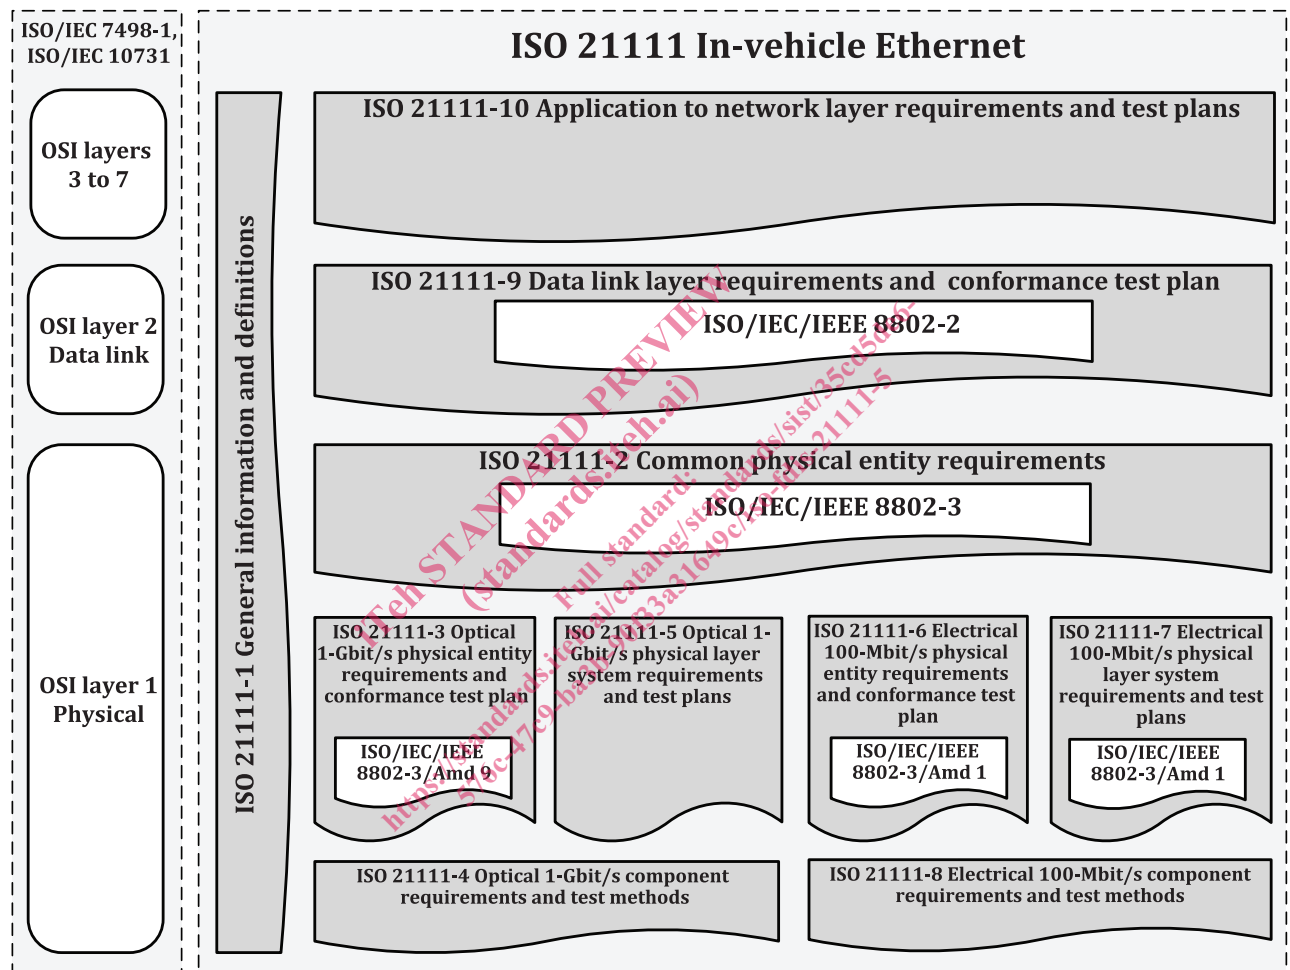 ISO/IEC 7498-1,
ISO/IEC 10731
OSI layers
3 to 7
OSI layer 2
Data link
OSI layer 1
Physical
ISO 21111 In-vehicle Ethernet
ISO 21111-1 General information and definitions
ISO 21111-10 Application to network layer requirements and test plans
ISO 21111-9 Data link layer requirements and conformance test plan
ISO/IEC/IEEE 8802-2
ISO 21111-2 Common physical entity requirements
ISO/IEC/IEEE 8802-3
ISO 21111-3 Optical
1-Gbit/s physical entity
requirements and
conformance test plan
ISO/IEC/IEEE
8802-3/Amd 9
ISO 21111-5 Optical 1-
Gbit/s physical layer
system requirements
and test plans
ISO 21111-6 Electrical
100-Mbit/s physical
entity requirements
and conformance test
plan
ISO/IEC/IEEE
8802-3/Amd 1
ISO 21111-7 Electrical
100-Mbit/s physical
layer system
requirements and test
plans
ISO/IEC/IEEE
8802-3/Amd 1
ISO 21111-4 Optical 1-Gbit/s component
requirements and test methods
ISO 21111-8 Electrical 100-Mbit/s component
requirements and test methods
iTeh STANDARD PREVIEW
(standards.iteh.ai)
Full standard: